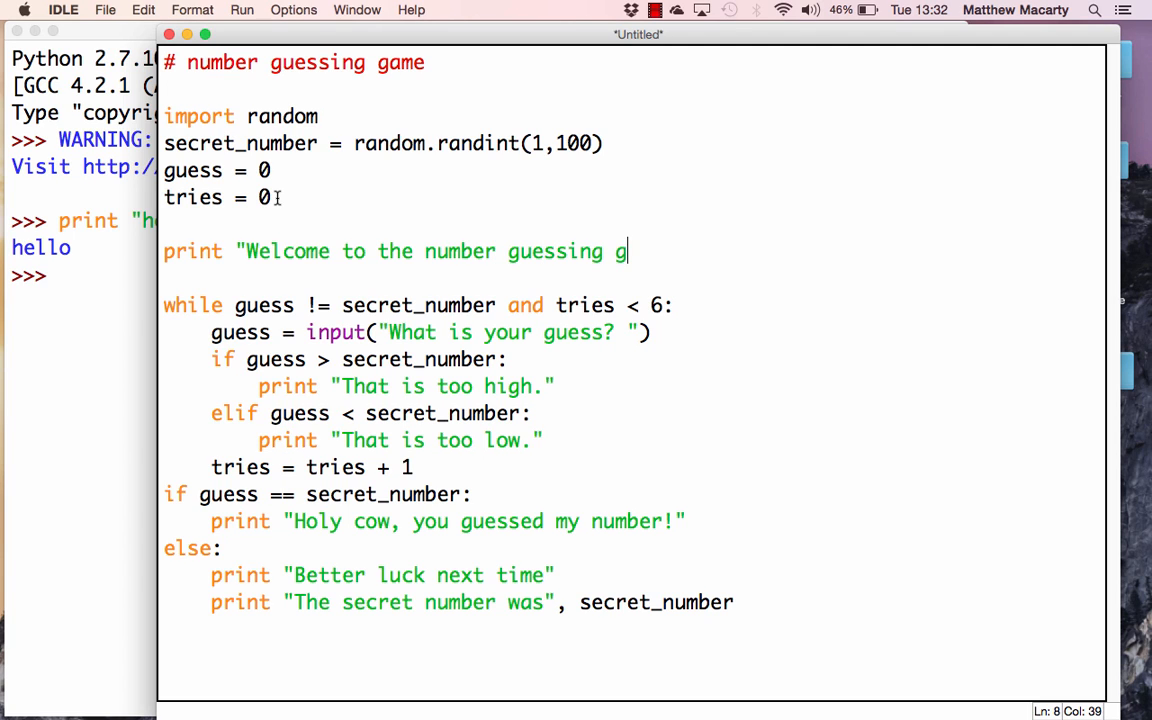 IDLE File Edit Format Run Options Window Help 46% Tue 13:32 Matthew Macarty
*Untitled*
Python 2.7.10
[GCC 4.2.1 (A
Type "copyri
>>> WARNING:
Visit http:/
>>> print "he
hello
>>>
# number guessing game
import random
secret_number = random.randint(1,100)
guess = 0
tries = 0
print "Welcome to the number guessing g
while guess != secret_number and tries < 6:
    guess = input("What is your guess? ")
    if guess > secret_number:
        print "That is too high."
    elif guess < secret_number:
        print "That is too low."
    tries = tries + 1
if guess == secret_number:
    print "Holy cow, you guessed my number!"
else:
    print "Better luck next time"
    print "The secret number was", secret_number
Ln: 8 Col: 39